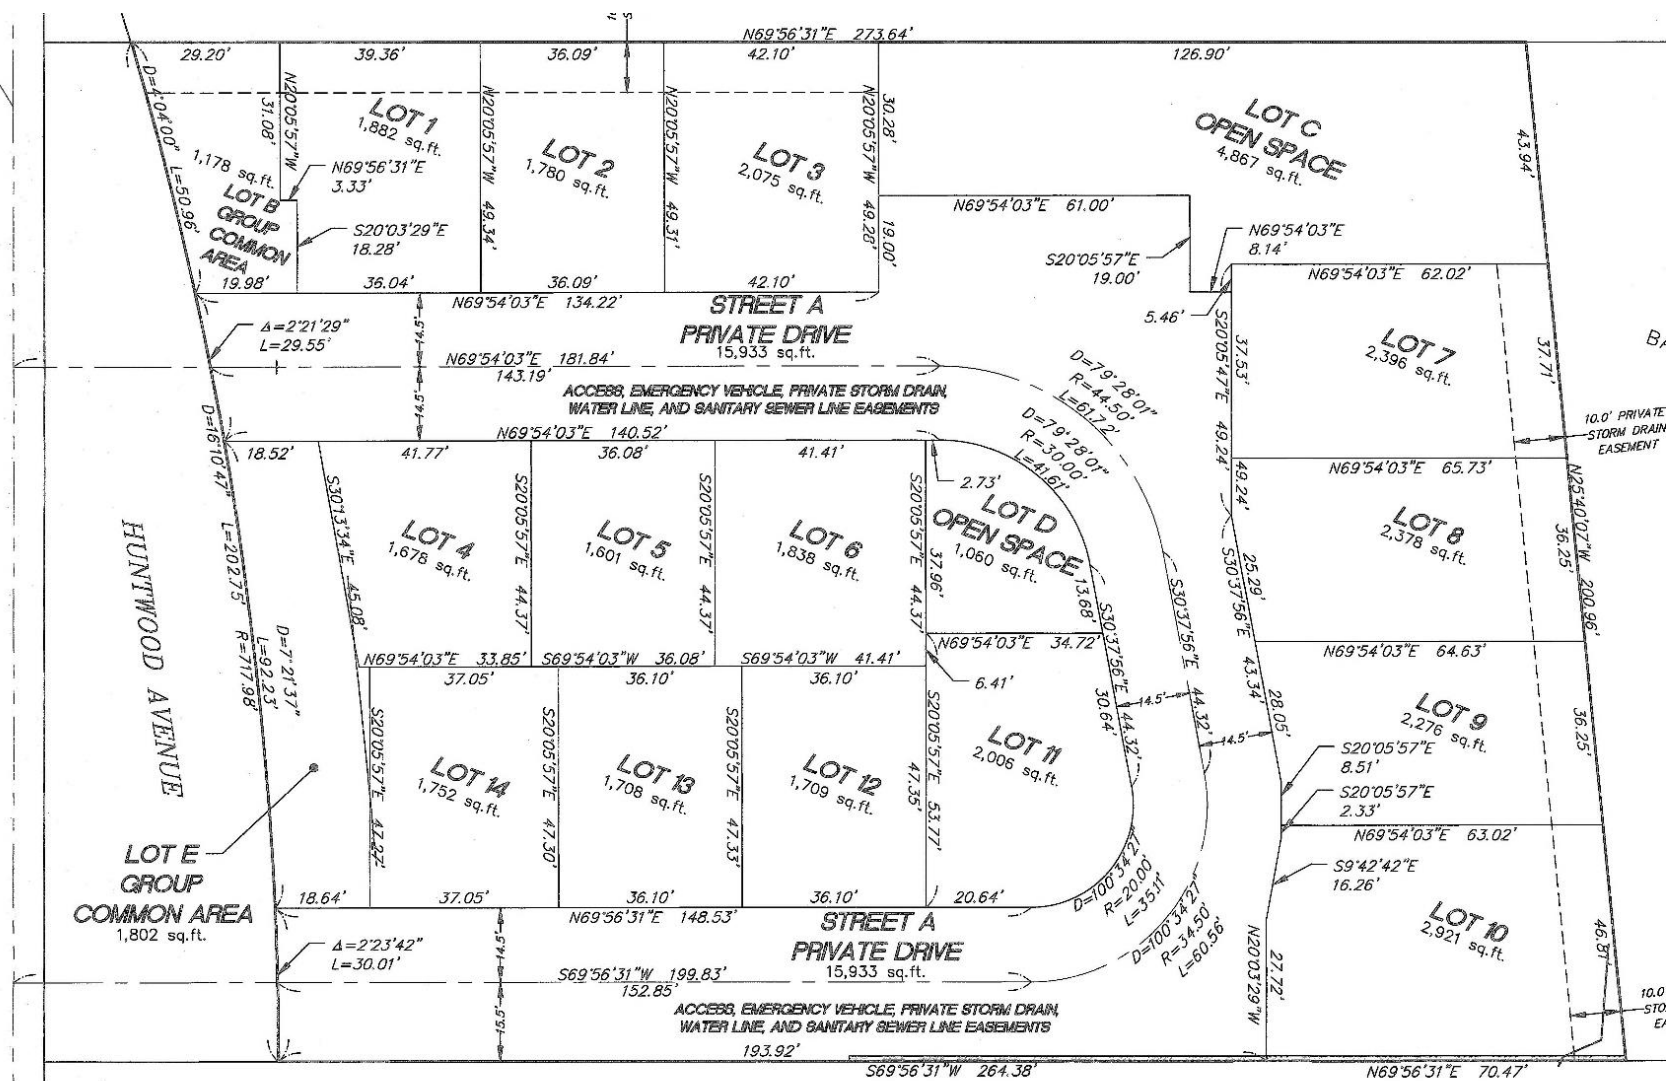 N69°56'31"E 273.64'
29.20'
39.36'
36.09'
42.10'
126.90'
D=4°04'00" L=50.96'
31.08'
N20°05'57"W
LOT 1
1,882 sq.ft.
N69°56'31"E
3.33'
S20°03'29"E
18.28'
1,178 sq.ft.
LOT B
GROUP
COMMON
AREA
N20°05'57"W 49.34'
LOT 2
1,780 sq.ft.
N20°05'57"W 49.31'
LOT 3
2,075 sq.ft.
N20°05'57"W 49.28'
30.28'
19.00'
LOT C
OPEN SPACE
4,867 sq.ft.
43.94'
N69°54'03"E 61.00'
S20°05'57"E
19.00'
N69°54'03"E
8.14'
N69°54'03"E 62.02'
5.46'
19.98'
36.04'
36.09'
42.10'
N69°54'03"E 134.22'
STREET A
PRIVATE DRIVE
15,933 sq.ft.
Δ=2°21'29"
L=29.55'
14.5'
N69°54'03"E 181.84'
143.19'
14.5'
ACCESS, EMERGENCY VEHICLE, PRIVATE STORM DRAIN,
WATER LINE, AND SANITARY SEWER LINE EASEMENTS
D=79°28'01"
R=44.50'
L=61.72'
D=79°28'01"
R=30.00'
L=41.61'
S20°05'47"E 49.24'
37.53'
LOT 7
2,396 sq.ft.
37.71'
BA
10.0' PRIVATE
STORM DRAIN
EASEMENT
D=16°10'47" L=202.75' R=717.98'
N69°54'03"E 140.52'
18.52'
41.77'
36.08'
41.41'
2.73'
S30°13'34"E 45.08'
LOT 4
1,678 sq.ft.
S20°05'57"E 44.37'
LOT 5
1,601 sq.ft.
S20°05'57"E 44.37'
LOT 6
1,838 sq.ft.
S20°05'57"E 44.37'
37.96'
LOT D
OPEN SPACE
1,060 sq.ft.
13.68'
N69°54'03"E 65.73'
49.24'
LOT 8
2,378 sq.ft.
N25°40'07"W 200.96'
36.25'
25.29'
S30°37'56"E 43.34'
HUNTWOOD AVENUE
D=7°21'37"
L=92.23'
N69°54'03"E 33.85'
S69°54'03"W 36.08'
S69°54'03"W 41.41'
N69°54'03"E 34.72'
6.41'
S30°37'56"E 44.32'
30.64'
S30°37'56"E 44.32'
14.5'
14.5'
N69°54'03"E 64.63'
28.05'
LOT 9
2,276 sq.ft.
36.25'
37.05'
36.10'
36.10'
S20°05'57"E 47.27'
LOT 14
1,752 sq.ft.
S20°05'57"E 47.30'
LOT 13
1,708 sq.ft.
S20°05'57"E 47.33'
LOT 12
1,709 sq.ft.
S20°05'57"E 53.77'
47.35'
LOT 11
2,006 sq.ft.
S20°05'57"E
8.51'
S20°05'57"E
2.33'
N69°54'03"E 63.02'
S9°42'42"E
16.26'
LOT E
GROUP
COMMON AREA
1,802 sq.ft.
18.64'
37.05'
36.10'
36.10'
20.64'
D=100°34'27"
R=20.00'
L=35.11'
D=100°34'27"
R=34.50'
L=60.56'
LOT 10
2,921 sq.ft.
46.81'
N20°03'29"W
27.72'
N69°56'31"E 148.53'
STREET A
PRIVATE DRIVE
15,933 sq.ft.
Δ=2°23'42"
L=30.01'
14.5'
S69°56'31"W 199.83'
152.85'
15.5'
ACCESS, EMERGENCY VEHICLE, PRIVATE STORM DRAIN,
WATER LINE, AND SANITARY SEWER LINE EASEMENTS
10.0
STO
EA
193.92'
S69°56'31"W 264.38'
N69°56'31"E 70.47'